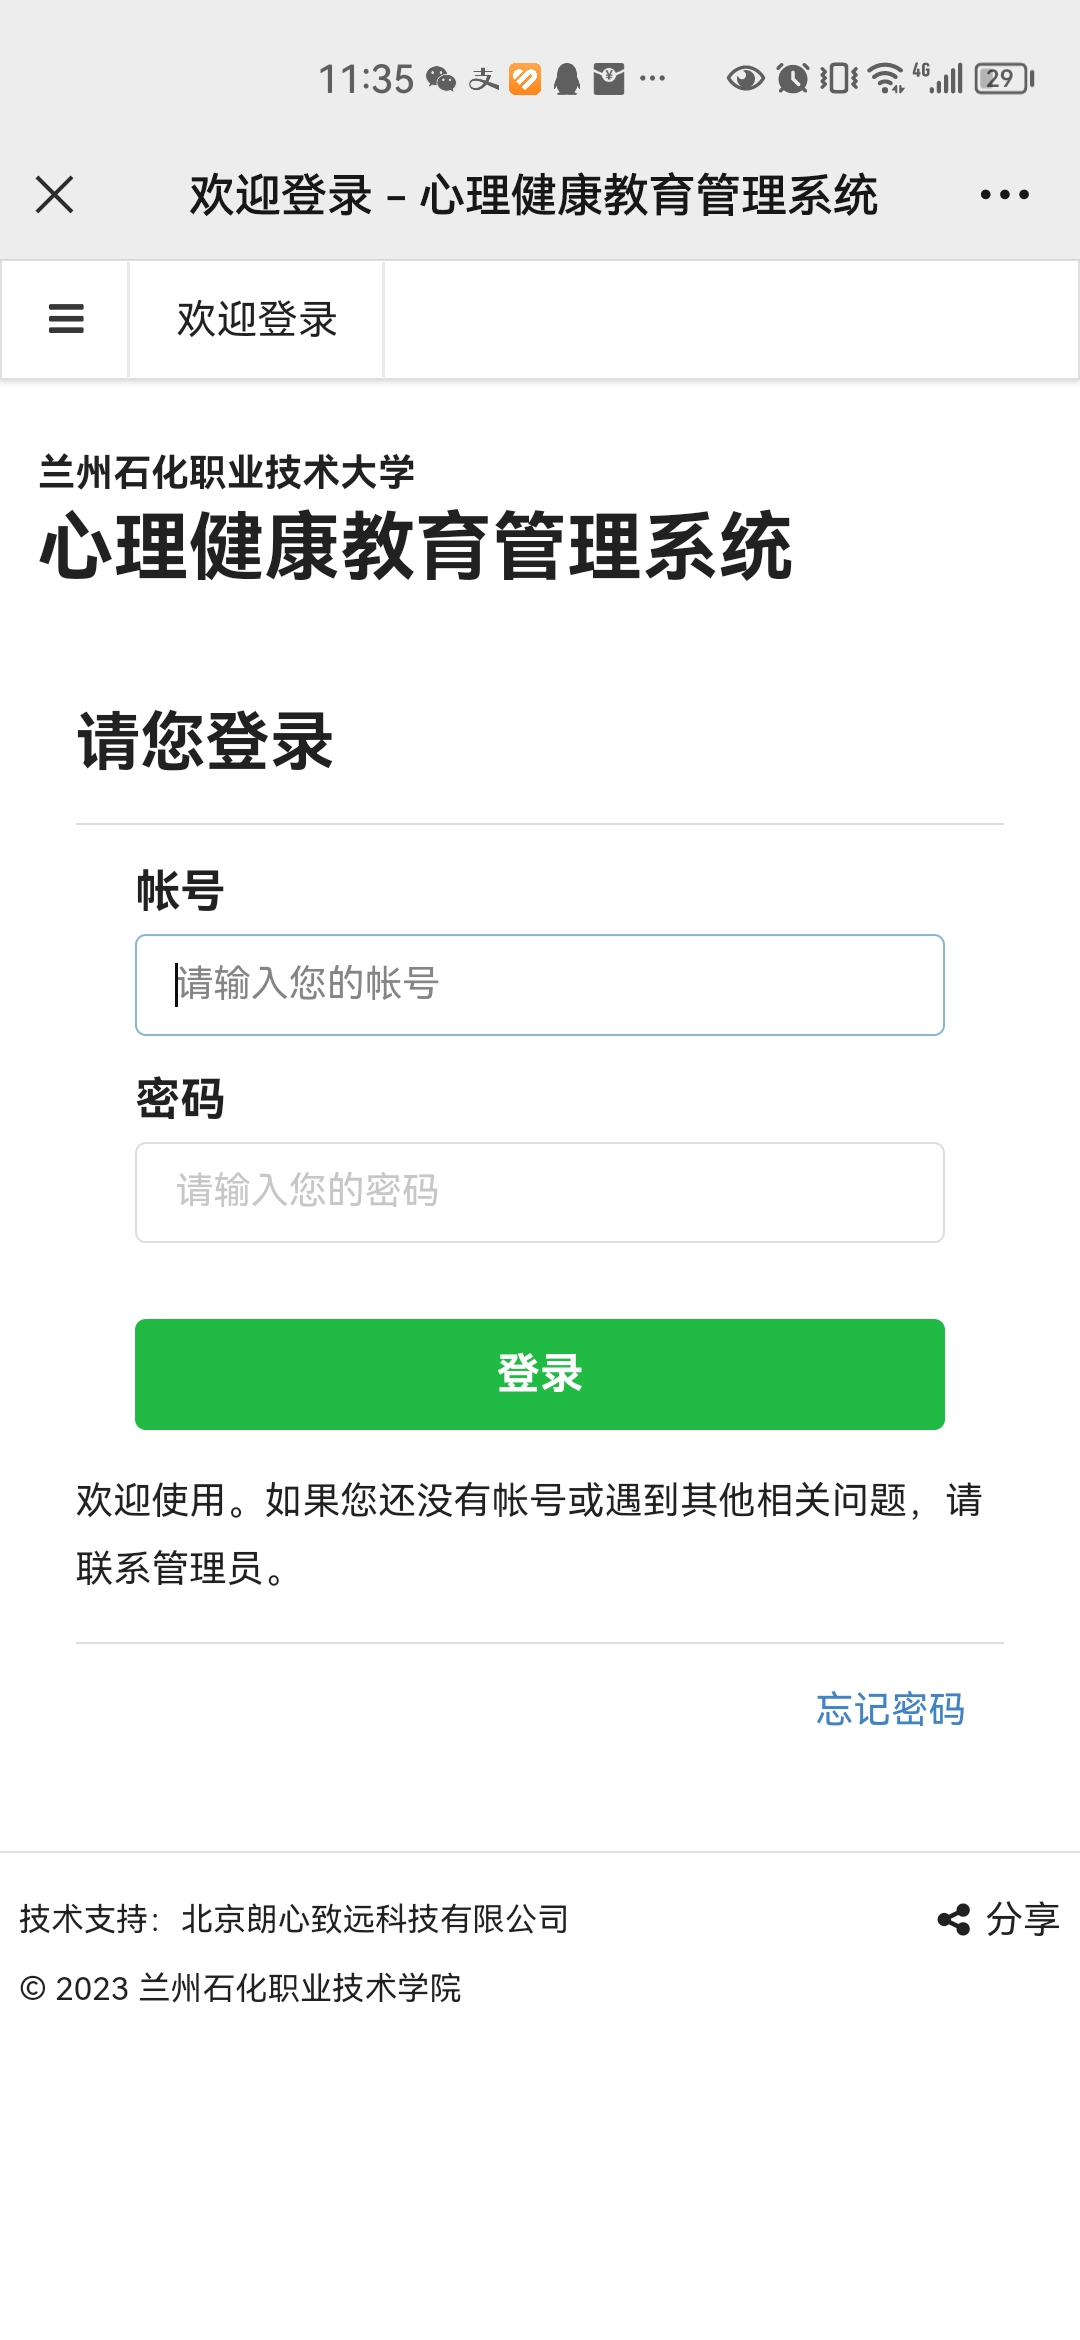 11:35 支 ··· 4G 29
欢迎登录 – 心理健康教育管理系统
欢迎登录
兰州石化职业技术大学
心理健康教育管理系统
请您登录
帐号
请输入您的帐号
密码
请输入您的密码
登录
欢迎使用。如果您还没有帐号或遇到其他相关问题，请
联系管理员。
忘记密码
技术支持：北京朗心致远科技有限公司
分享
© 2023 兰州石化职业技术学院